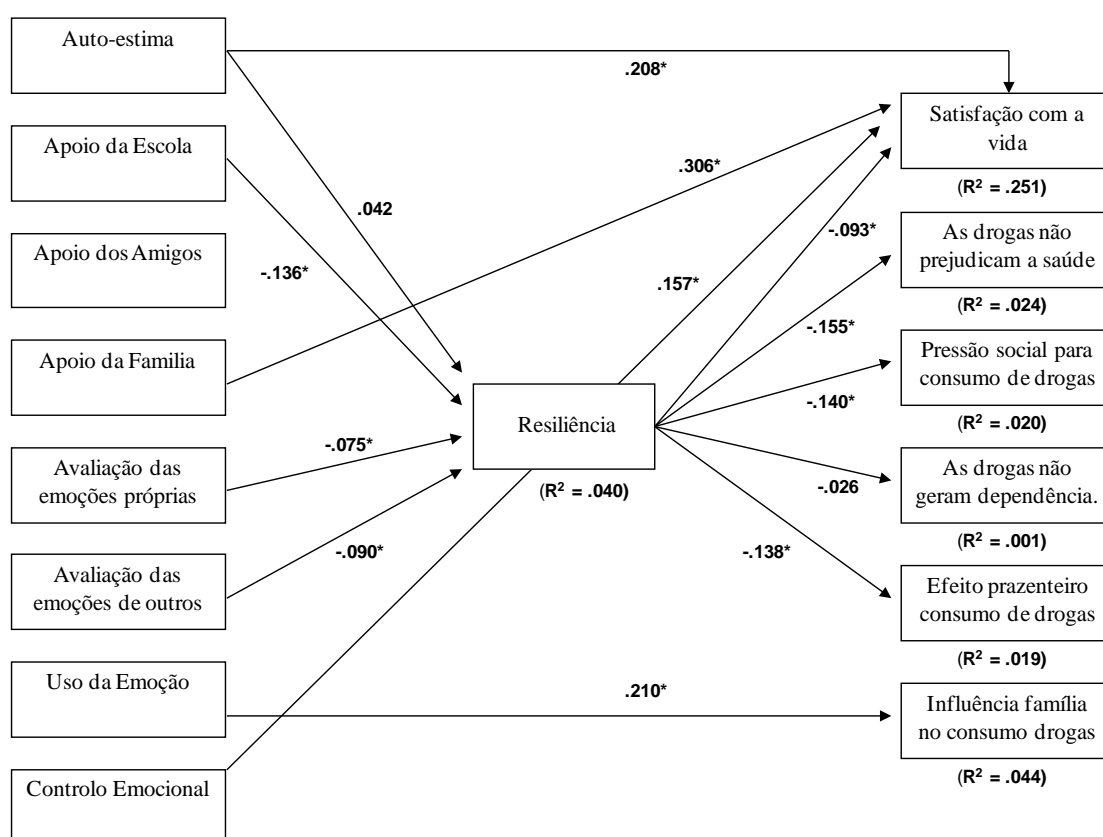 Auto-estima
Apoio da Escola
Apoio dos Amigos
Apoio da Familia
Avaliação das
emoções próprias
Avaliação das
emoções de outros
Uso da Emoção
Controlo Emocional
.208*
.306*
.042
-.136*
.157*
-.093*
-.155*
-.140*
-.075*
-.026
-.090*
-.138*
.210*
Resiliência
(R² = .040)
Satisfação com a
vida
(R² = .251)
As drogas não
prejudicam a saúde
(R² = .024)
Pressão social para
consumo de drogas
(R² = .020)
As drogas não
geram dependência.
(R² = .001)
Efeito prazenteiro
consumo de drogas
(R² = .019)
Influência família
no consumo drogas
(R² = .044)